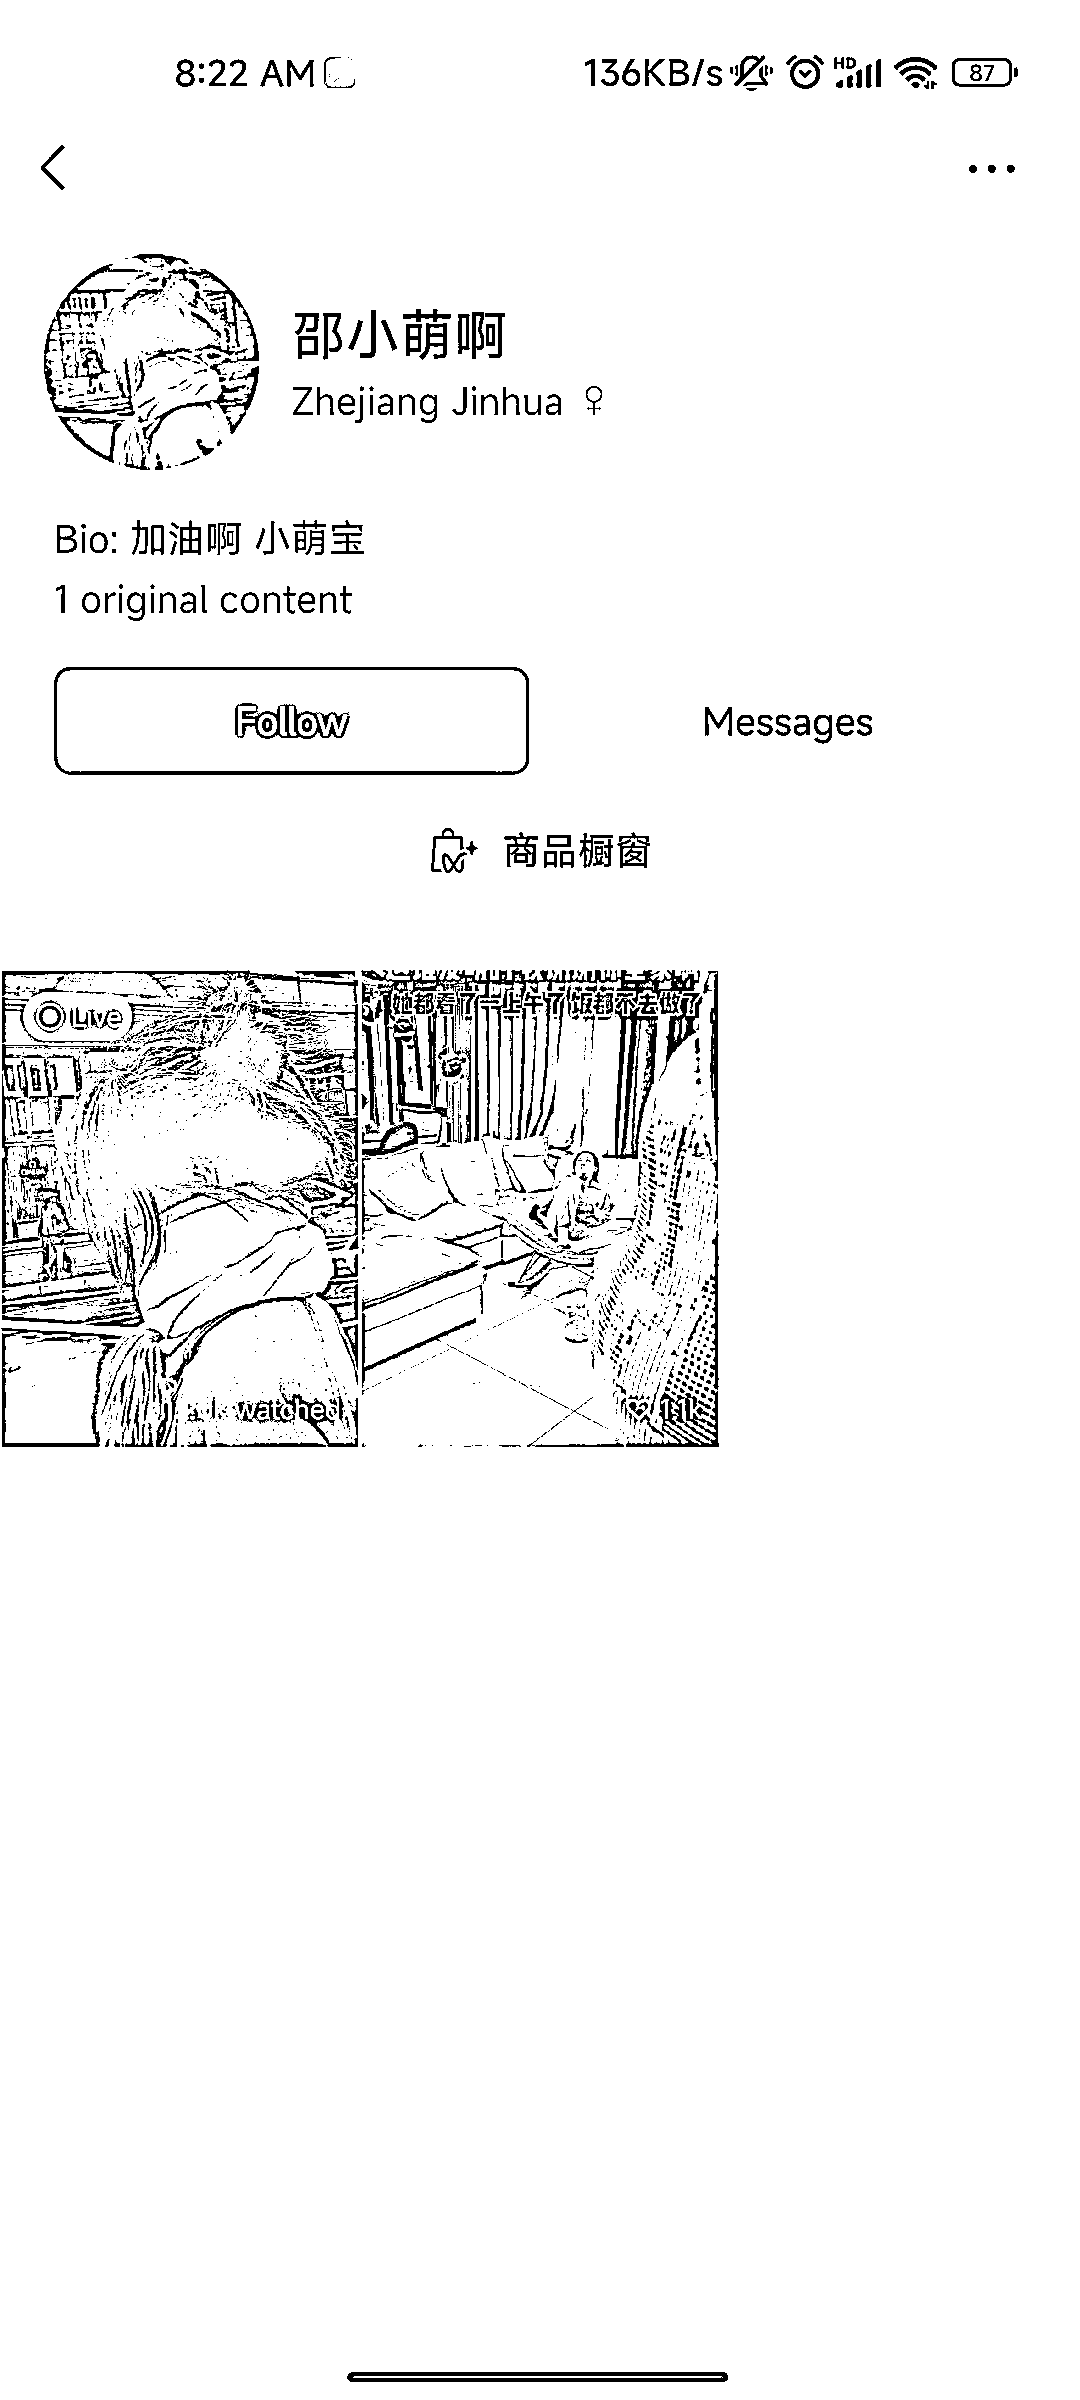 8:22 AM
136KB/s
HD
87
邵小萌啊
Zhejiang Jinhua ♀
Bio: 加油啊 小萌宝
1 original content
Follow
Messages
商品橱窗
Live
她都看了一上午了饭都不去做了
watched
1.1k